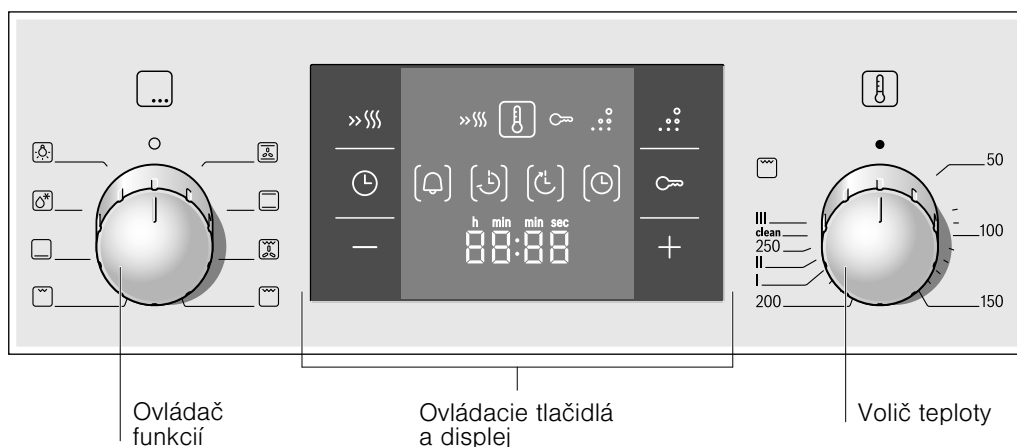 h min min sec
88:88
50
100
150
III
clean
250
II
I
200
Ovládač
funkcií
Ovládacie tlačidlá
a displej
Volič teploty